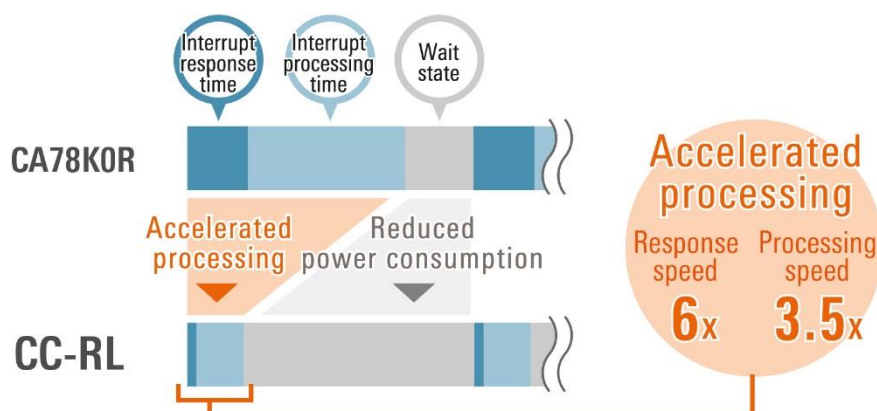 Interrupt
response
time
Interrupt
processing
time
Wait
state
CA78K0R
Accelerated
processing
Reduced
power consumption
CC-RL
Accelerated
processing
Response
speed
6x
Processing
speed
3.5x